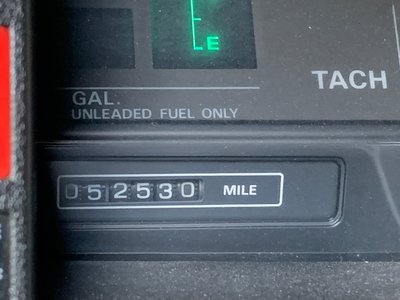 E
TACH
GAL.
UNLEADED FUEL ONLY
052530 MILE